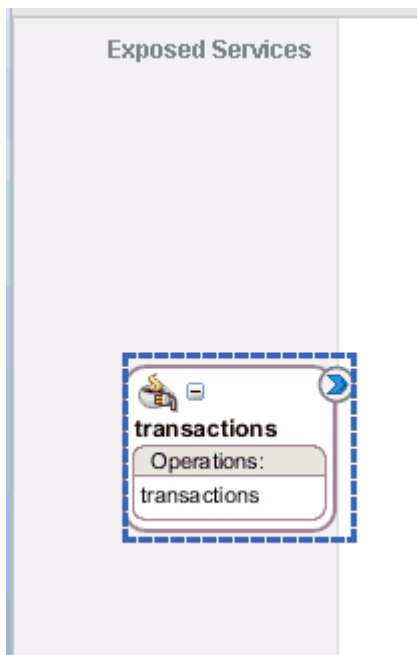 Exposed Services
transactions
Operations:
transactions